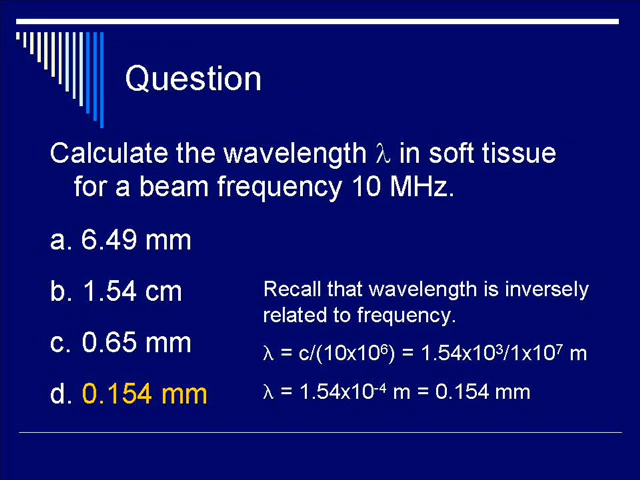 Question
Calculate the wavelength λ in soft tissue
for a beam frequency 10 MHz.
a. 6.49 mm
b. 1.54 cm
c. 0.65 mm
d. 0.154 mm
Recall that wavelength is inversely
related to frequency.
λ = c/(10x10⁶) = 1.54x10³/1x10⁷ m
λ = 1.54x10⁻⁴ m = 0.154 mm